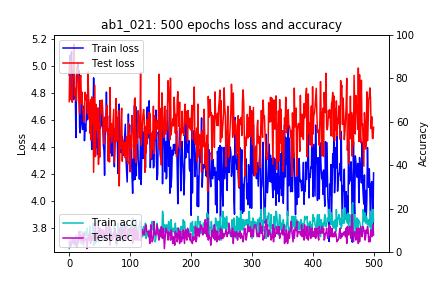 ab1_021: 500 epochs loss and accuracy
Train loss
Test loss
Train acc
Test acc
Loss
Accuracy
5.2
5.0
4.8
4.6
4.4
4.2
4.0
3.8
100
80
60
40
20
0
0
100
200
300
400
500